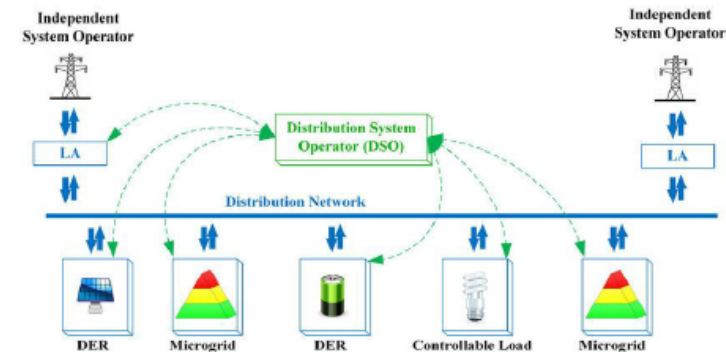 Independent
System Operator
Independent
System Operator
Distribution System
Operator (DSO)
LA
LA
Distribution Network
DER
Microgrid
DER
Controllable Load
Microgrid